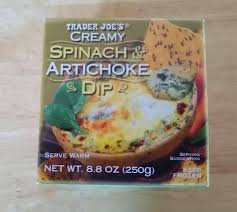 TRADER JOE'S®
CREAMY
SPINACH &
ARTICHOKE
DIP
SERVE WARM
SERVING
SUGGESTION
NET WT. 8.8 OZ (250g)
KEEP
FROZEN